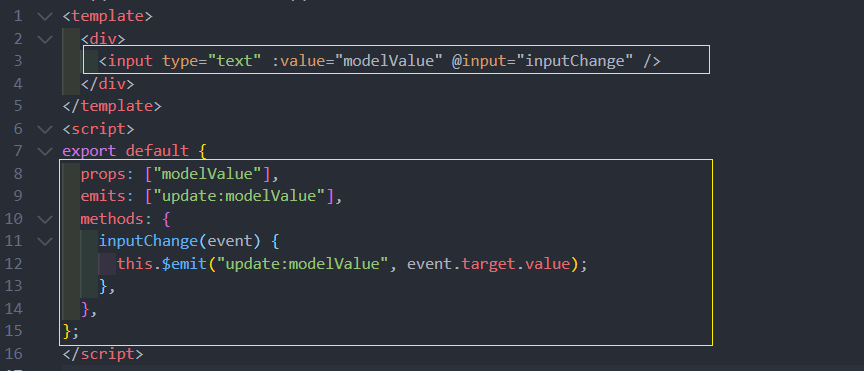 1 <template>
2 <div>
3 <input type="text" :value="modelValue" @input="inputChange" />
4 </div>
5 </template>
6 <script>
7 export default {
8 props: ["modelValue"],
9 emits: ["update:modelValue"],
10 methods: {
11 inputChange(event) {
12 this.$emit("update:modelValue", event.target.value);
13 },
14 },
15 };
16 </script>